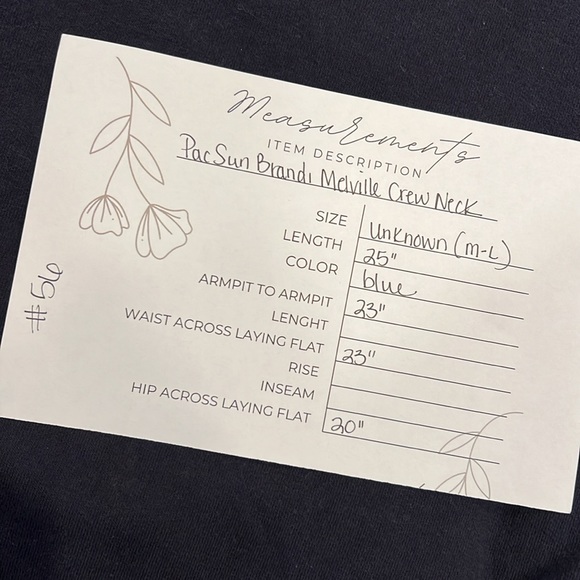 Measurements
ITEM DESCRIPTION
PacSun Brandi Melville Crew Neck
SIZE Unknown (M-L)
LENGTH 25"
COLOR blue
ARMPIT TO ARMPIT 23"
LENGHT
WAIST ACROSS LAYING FLAT 23"
RISE
INSEAM
HIP ACROSS LAYING FLAT 20"
#56